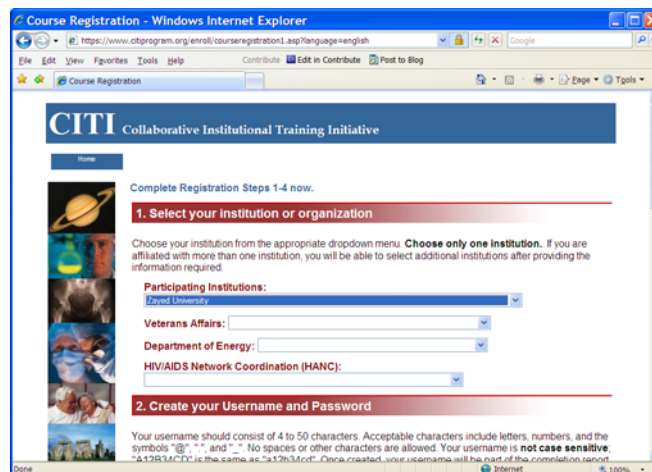 Course Registration - Windows Internet Explorer
https://www.citiprogram.org/enroll/courseregistration1.asp?language=english
Google
File Edit View Favorites Tools Help
Contribute Edit in Contribute Post to Blog
Course Registration
Page Tools
CITI Collaborative Institutional Training Initiative
Home
Complete Registration Steps 1-4 now.
1. Select your institution or organization
Choose your institution from the appropriate dropdown menu. Choose only one institution.. If you are
affiliated with more than one institution, you will be able to select additional institutions after providing the
information required.
Participating Institutions:
Zayed University
Veterans Affairs:
Department of Energy:
HIV/AIDS Network Coordination (HANC):
2. Create your Username and Password
Your username should consist of 4 to 50 characters. Acceptable characters include letters, numbers, and the
symbols "@", ".", and "_". No spaces or other characters are allowed. Your username is not case sensitive;
"A12B34CD" is the same as "a12b34cd". Once created, your username will be part of the completion report.
Done
Internet
100%